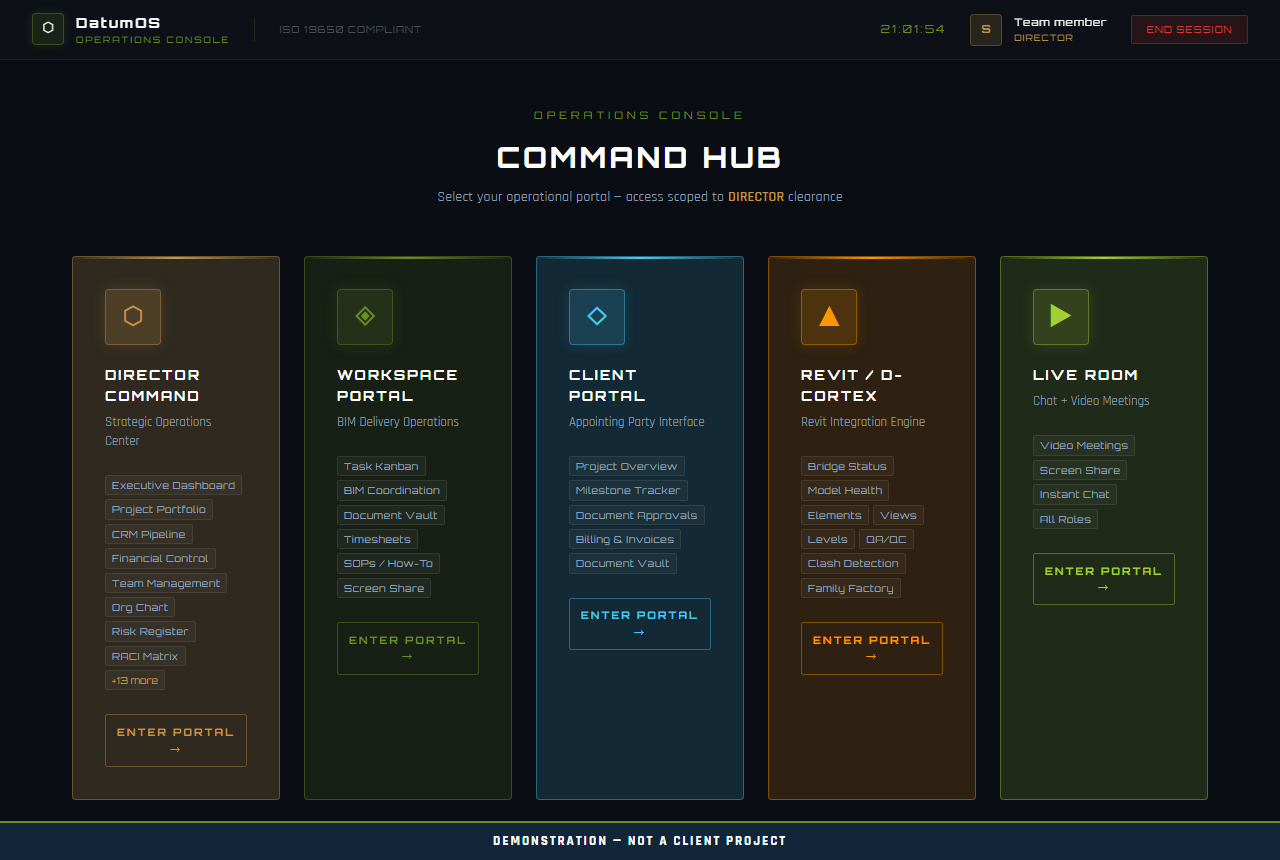 DatumOS
OPERATIONS CONSOLE
ISO 19650 COMPLIANT
21:01:54
S
Team member
DIRECTOR
END SESSION
OPERATIONS CONSOLE
COMMAND HUB
Select your operational portal — access scoped to DIRECTOR clearance
DIRECTOR
COMMAND
Strategic Operations
Center
Executive Dashboard
Project Portfolio
CRM Pipeline
Financial Control
Team Management
Org Chart
Risk Register
RACI Matrix
+13 more
ENTER PORTAL
→
WORKSPACE
PORTAL
BIM Delivery Operations
Task Kanban
BIM Coordination
Document Vault
Timesheets
SOPs / How-To
Screen Share
ENTER PORTAL
→
CLIENT
PORTAL
Appointing Party Interface
Project Overview
Milestone Tracker
Document Approvals
Billing & Invoices
Document Vault
ENTER PORTAL
→
REVIT / D-
CORTEX
Revit Integration Engine
Bridge Status
Model Health
Elements Views
Levels QA/QC
Clash Detection
Family Factory
ENTER PORTAL
→
LIVE ROOM
Chat + Video Meetings
Video Meetings
Screen Share
Instant Chat
All Roles
ENTER PORTAL
→
DEMONSTRATION — NOT A CLIENT PROJECT